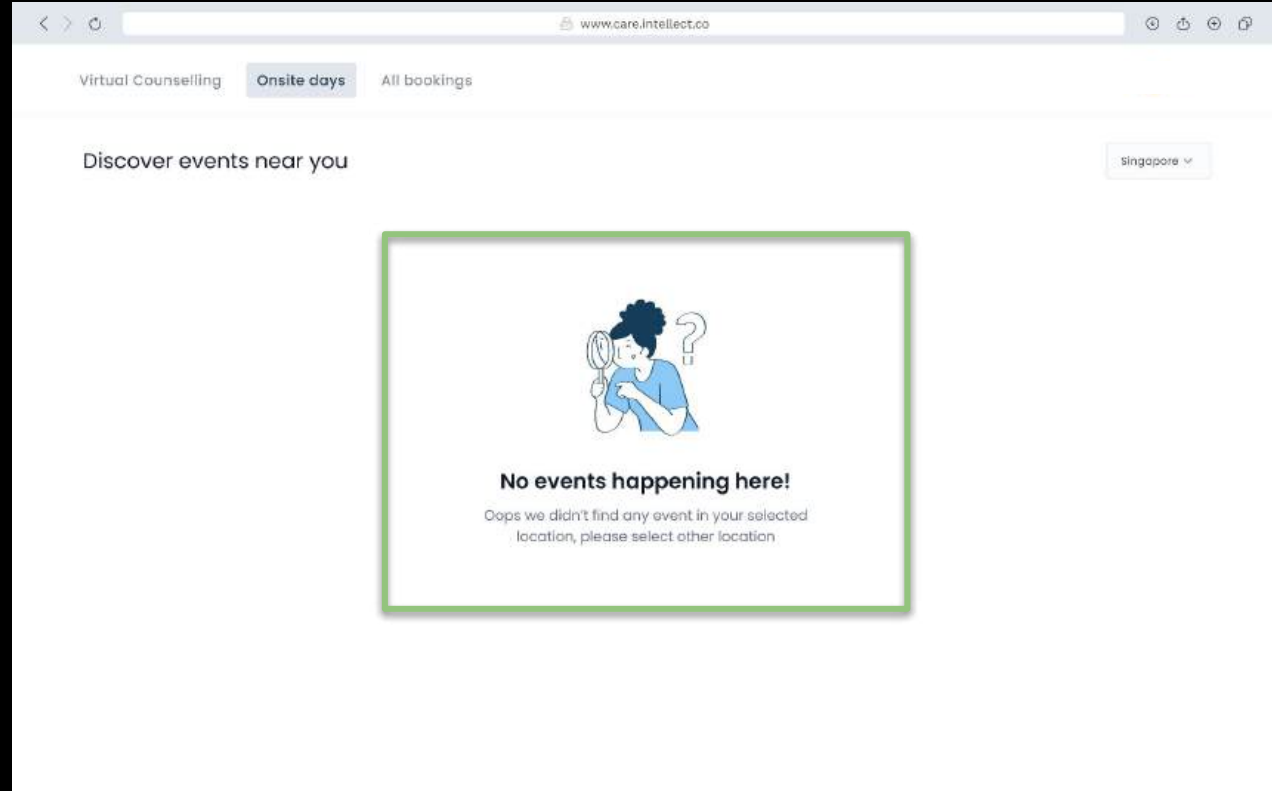 www.care.intellect.co
Virtual Counselling
Onsite days
All bookings
Discover events near you
Singapore
?
No events happening here!
Oops we didn't find any event in your selected
location, please select other location